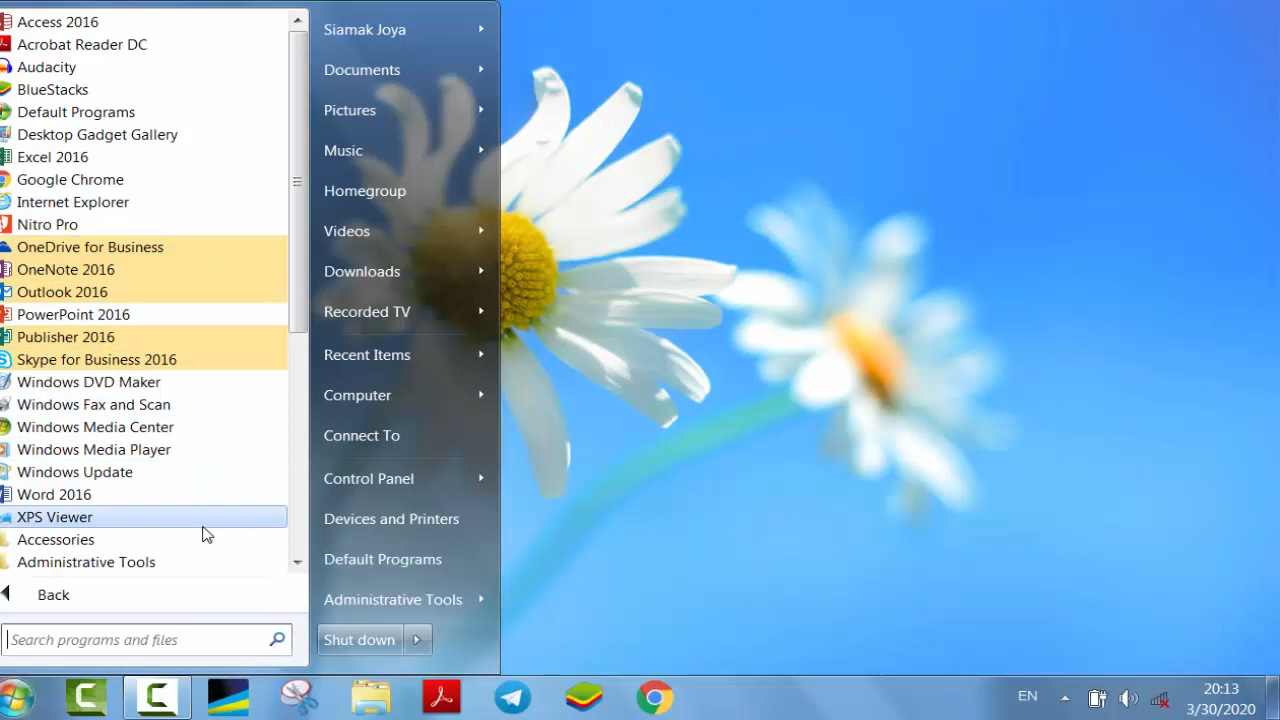 Access 2016
Acrobat Reader DC
Audacity
BlueStacks
Default Programs
Desktop Gadget Gallery
Excel 2016
Google Chrome
Internet Explorer
Nitro Pro
OneDrive for Business
OneNote 2016
Outlook 2016
PowerPoint 2016
Publisher 2016
Skype for Business 2016
Windows DVD Maker
Windows Fax and Scan
Windows Media Center
Windows Media Player
Windows Update
Word 2016
XPS Viewer
Accessories
Administrative Tools
Back
Search programs and files
Siamak Joya
Documents
Pictures
Music
Homegroup
Videos
Downloads
Recorded TV
Recent Items
Computer
Connect To
Control Panel
Devices and Printers
Default Programs
Administrative Tools
Shut down
EN
20:13
3/30/2020